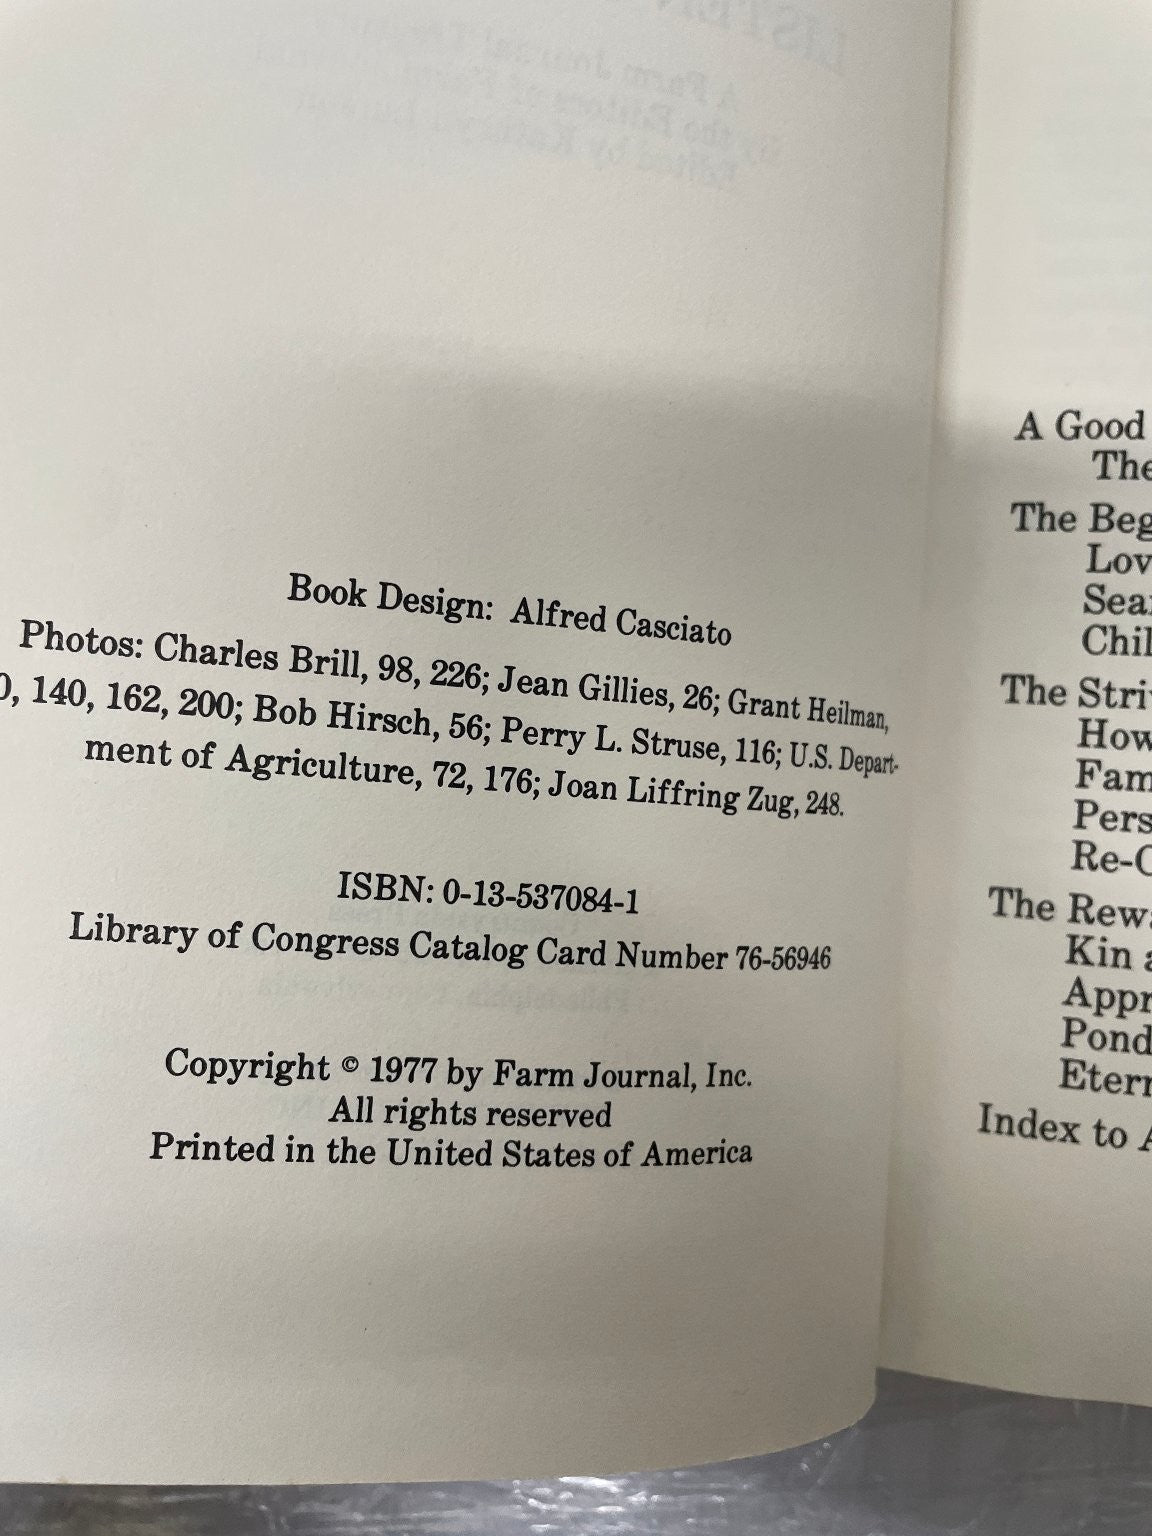 Book Design: Alfred Casciato
Photos: Charles Brill, 98, 226; Jean Gillies, 26; Grant Heilman,
0, 140, 162, 200; Bob Hirsch, 56; Perry L. Struse, 116; U.S. Depart-
ment of Agriculture, 72, 176; Joan Liffring Zug, 248.
ISBN: 0-13-537084-1
Library of Congress Catalog Card Number 76-56946
Copyright © 1977 by Farm Journal, Inc.
All rights reserved
Printed in the United States of America
A Good
The
The Beg
Lov
Sear
Chil
The Stri
How
Fam
Pers
Re-C
The Rewa
Kin a
Appr
Pond
Etern
Index to A